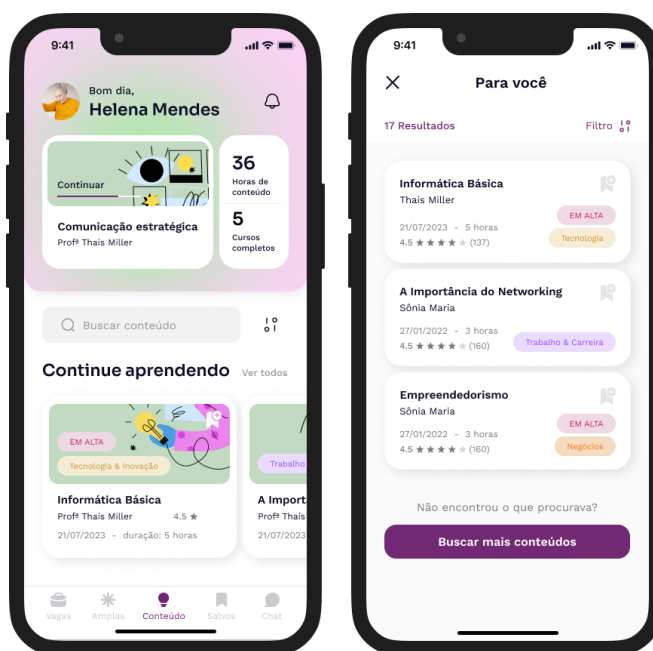 9:41
Bom dia,
Helena Mendes
Continuar
Comunicação estratégica
Profª Thaís Miller
36
Horas de
conteúdo
5
Cursos
completos
Buscar conteúdo
Continue aprendendo
Ver todos
EM ALTA
Tecnologia & Inovação
Informática Básica
Profª Thaís Miller 4.5 ★
21/07/2023 - duração: 5 horas
Trabalho
A Import
Profª Thaís
21/07/2023
Vagas
Amplas
Conteúdo
Salvos
Chat
9:41
Para você
17 Resultados
Filtro
Informática Básica
Thaís Miller
EM ALTA
21/07/2023 - 5 horas
Tecnologia
4.5 ★ ★ ★ ★ ★ (137)
A Importância do Networking
Sônia Maria
27/01/2022 - 3 horas
Trabalho & Carreira
4.5 ★ ★ ★ ★ ★ (160)
Empreendedorismo
Sônia Maria
EM ALTA
27/01/2022 - 3 horas
Negócios
4.5 ★ ★ ★ ★ ★ (160)
Não encontrou o que procurava?
Buscar mais conteúdos